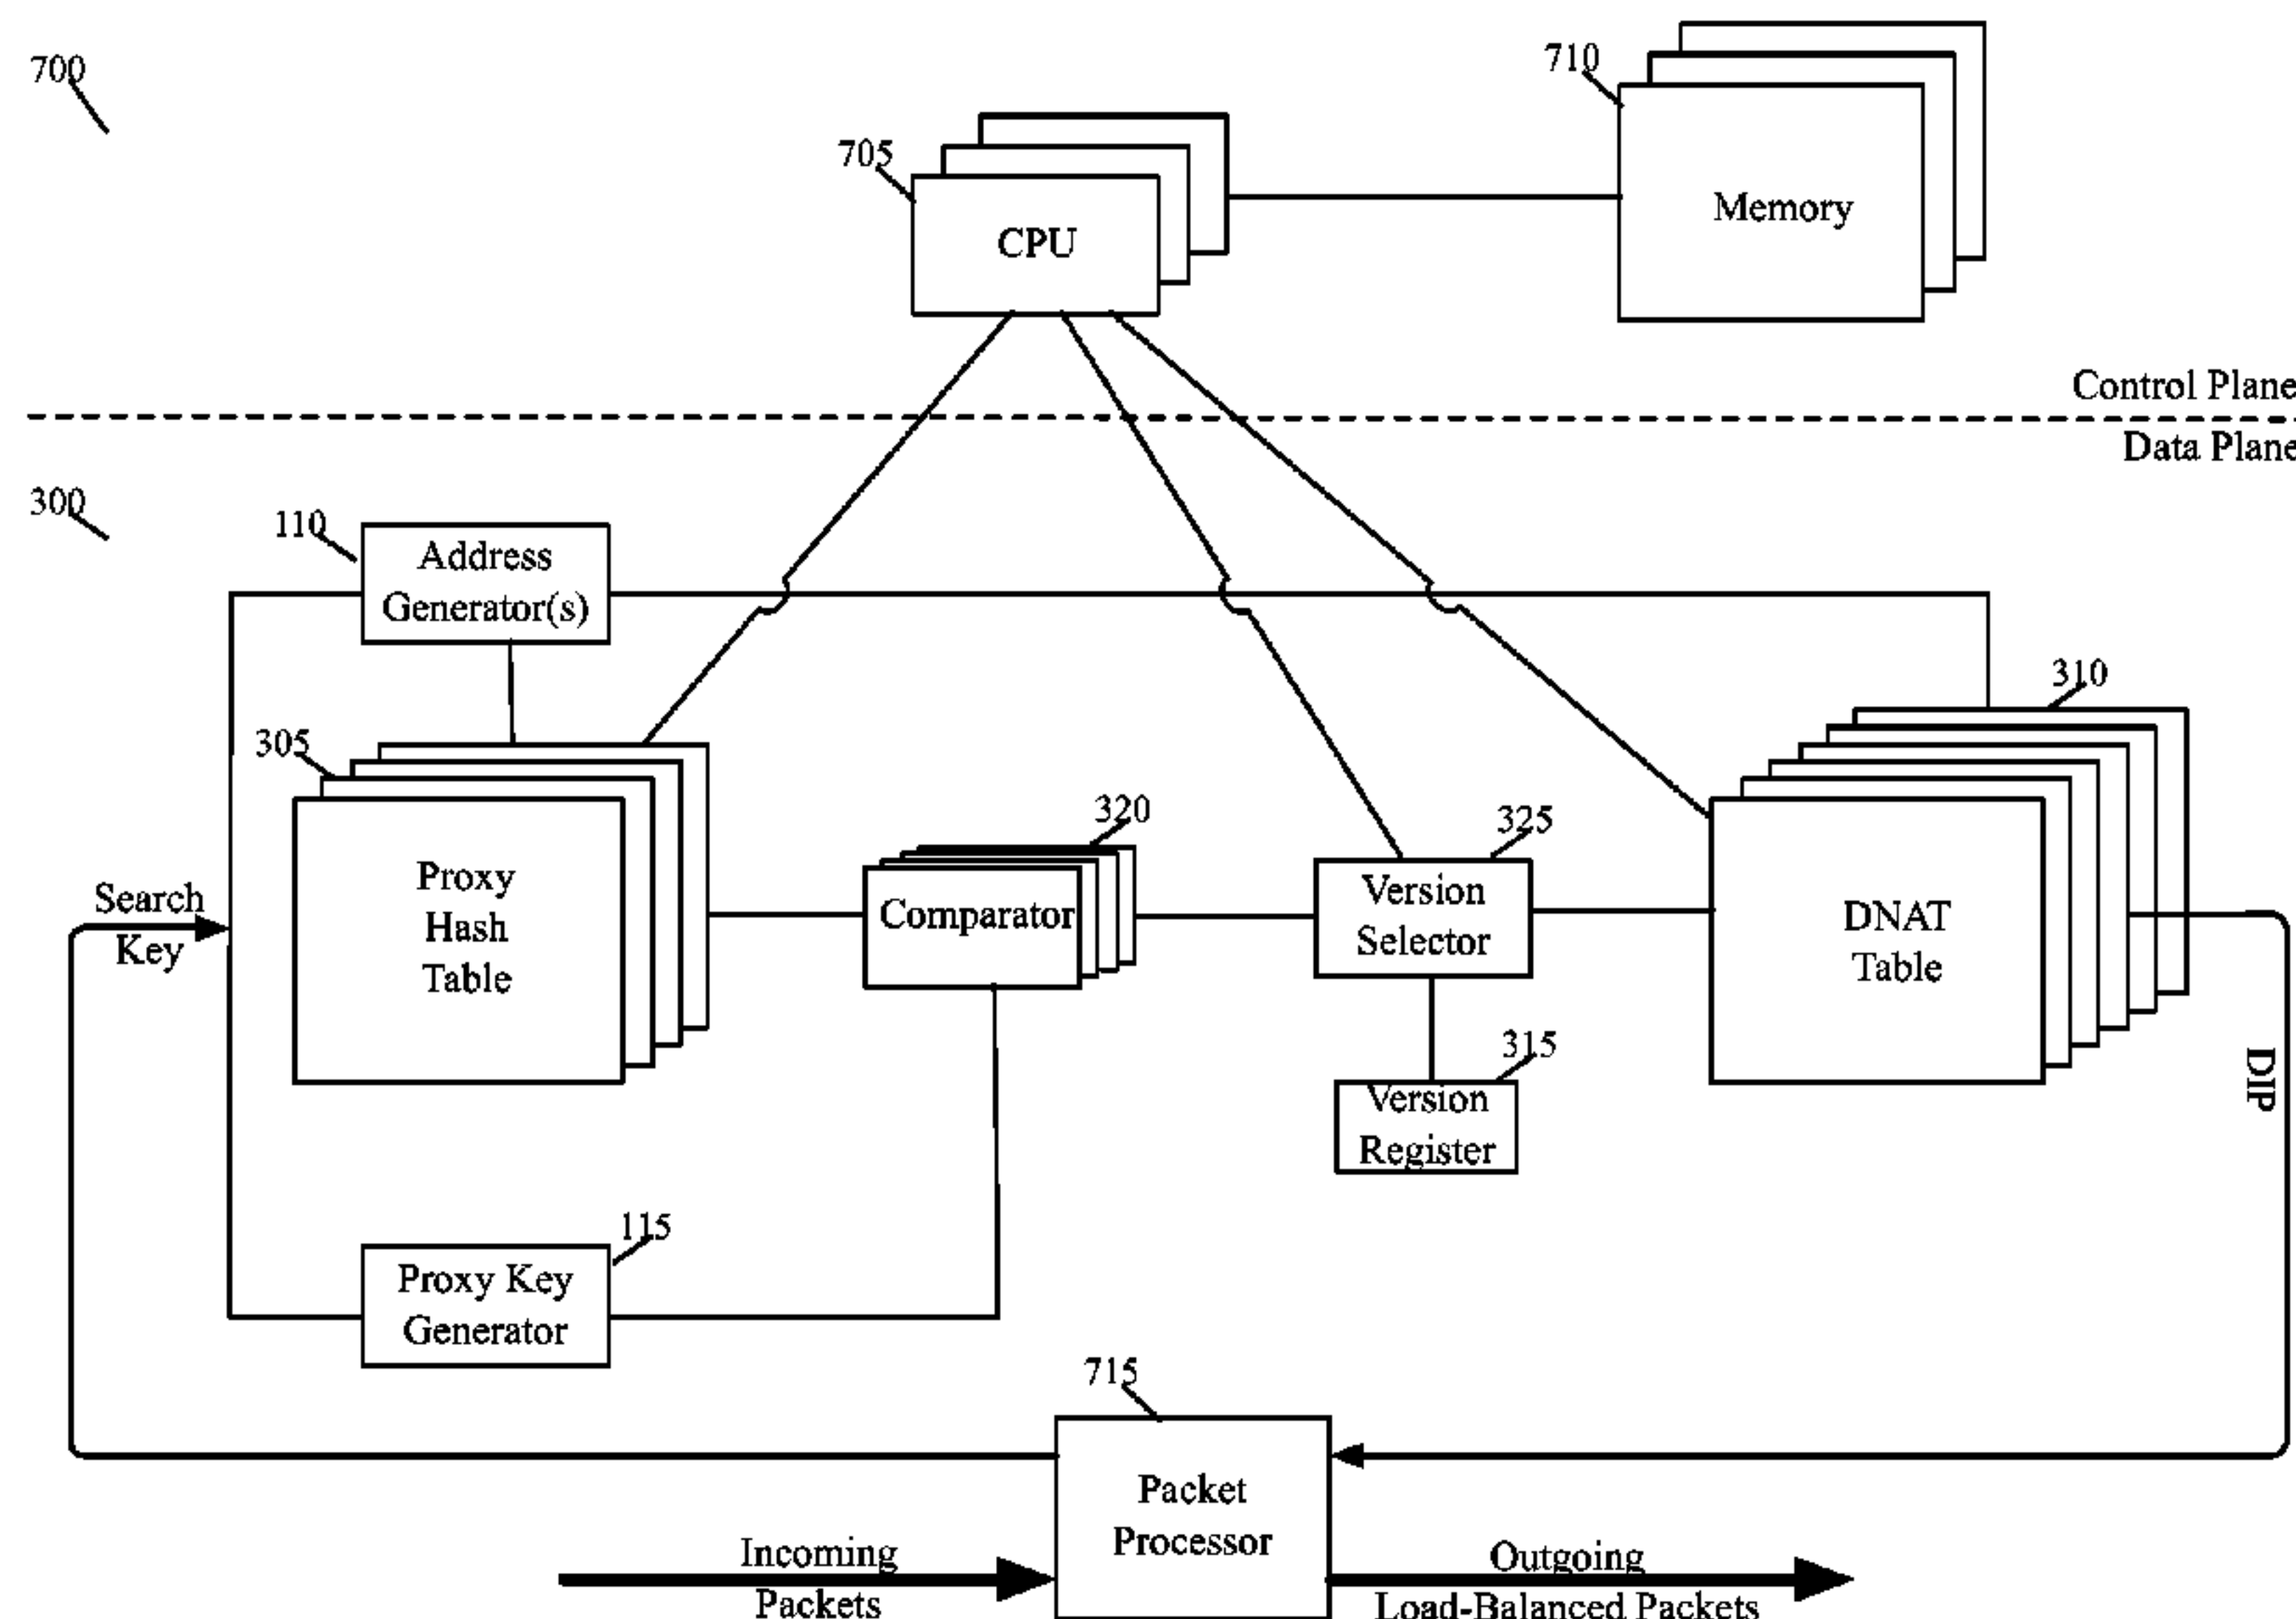 700
710
705
Memory
CPU
Control Plane
Data Plane
300
110
Address
Generator(s)
310
305
320
325
Proxy
Hash
Table
Comparator
Version
Selector
DNAT
Table
Search
Key
315
Version
Register
DIP
115
Proxy Key
Generator
715
Packet
Processor
Incoming
Packets
Outgoing
Load-Balanced Packets